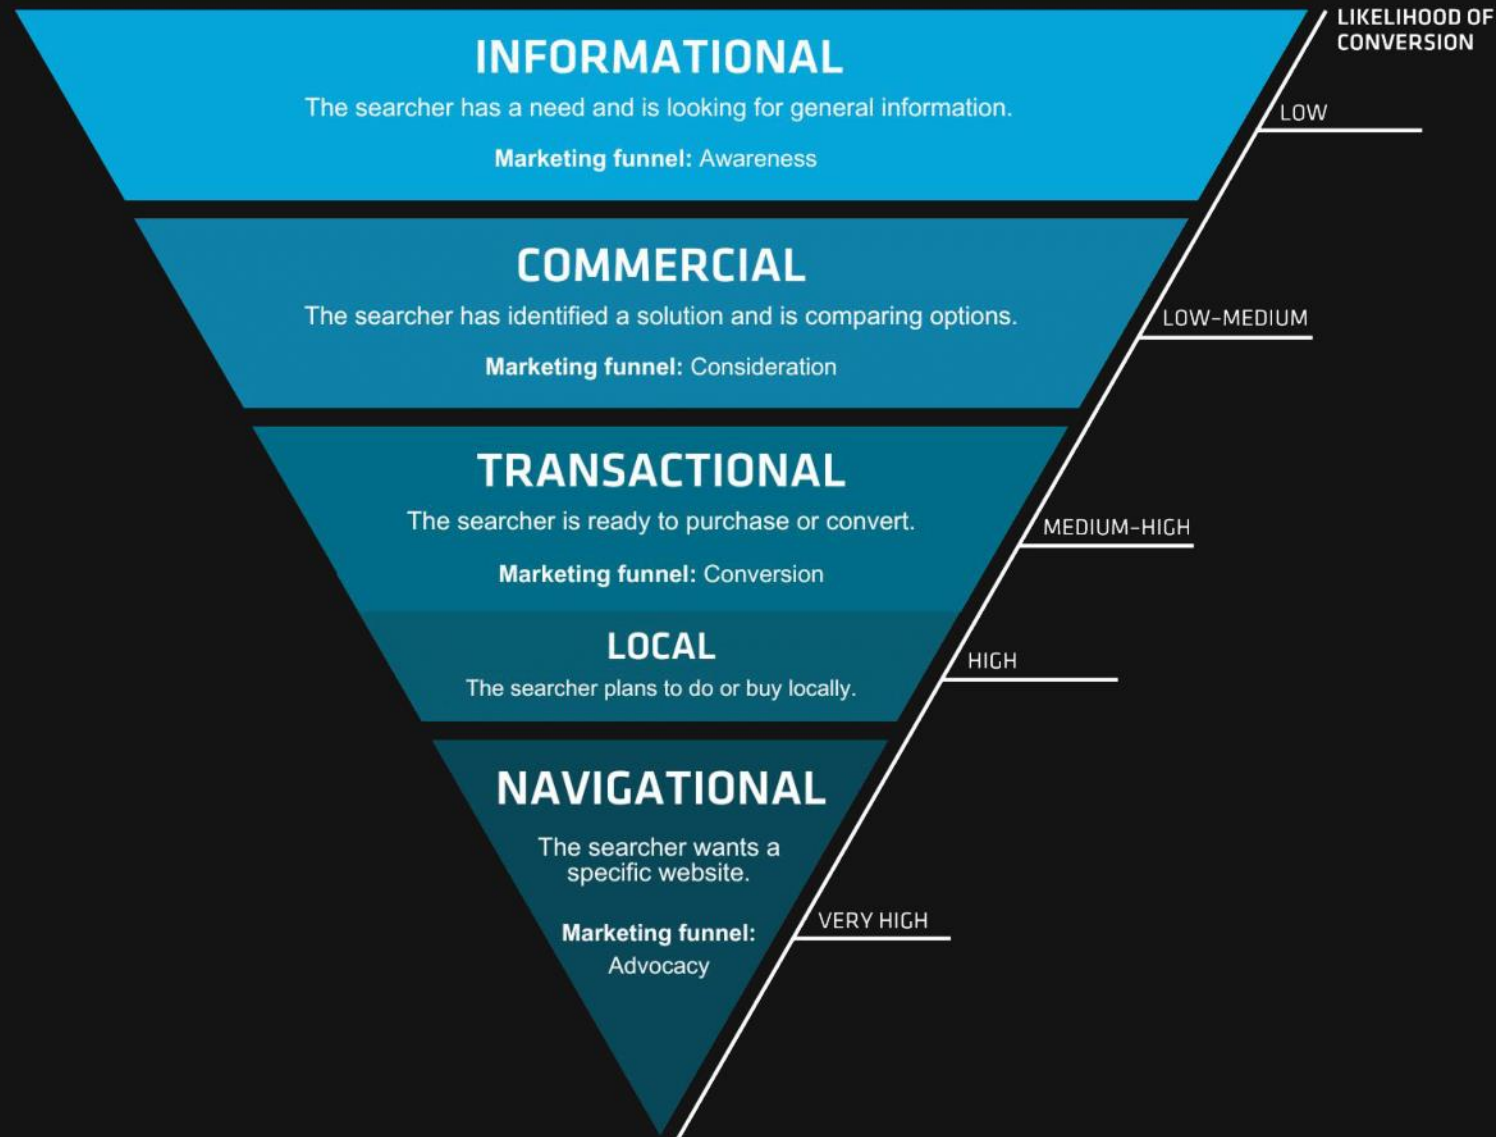 LIKELIHOOD OF
CONVERSION
INFORMATIONAL
The searcher has a need and is looking for general information.
Marketing funnel: Awareness
LOW
COMMERCIAL
The searcher has identified a solution and is comparing options.
Marketing funnel: Consideration
LOW-MEDIUM
TRANSACTIONAL
The searcher is ready to purchase or convert.
Marketing funnel: Conversion
MEDIUM-HIGH
LOCAL
The searcher plans to do or buy locally.
HIGH
NAVIGATIONAL
The searcher wants a
specific website.
Marketing funnel:
Advocacy
VERY HIGH